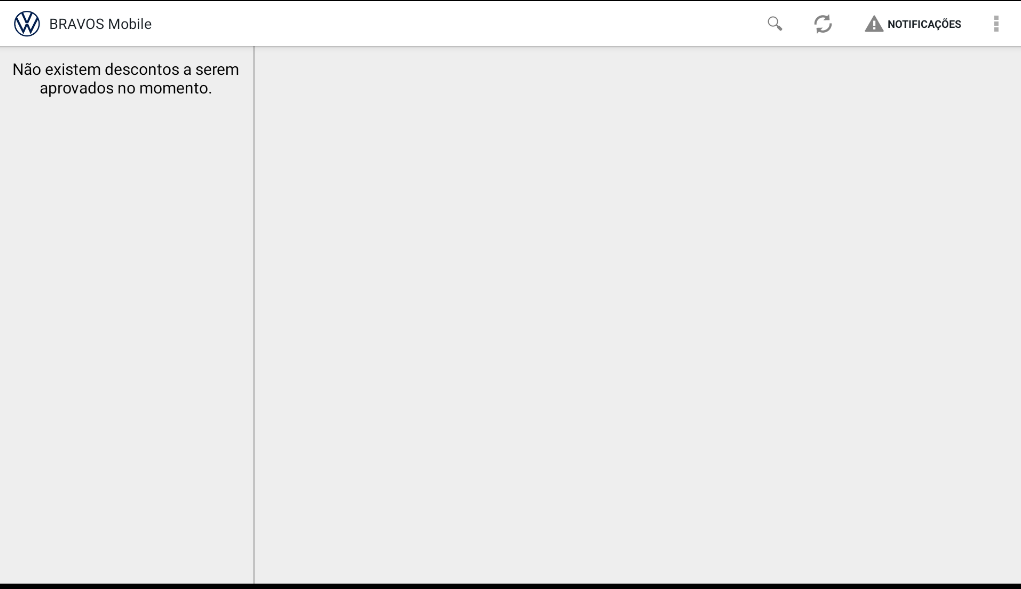 BRAVOS Mobile
NOTIFICAÇÕES
Não existem descontos a serem
aprovados no momento.